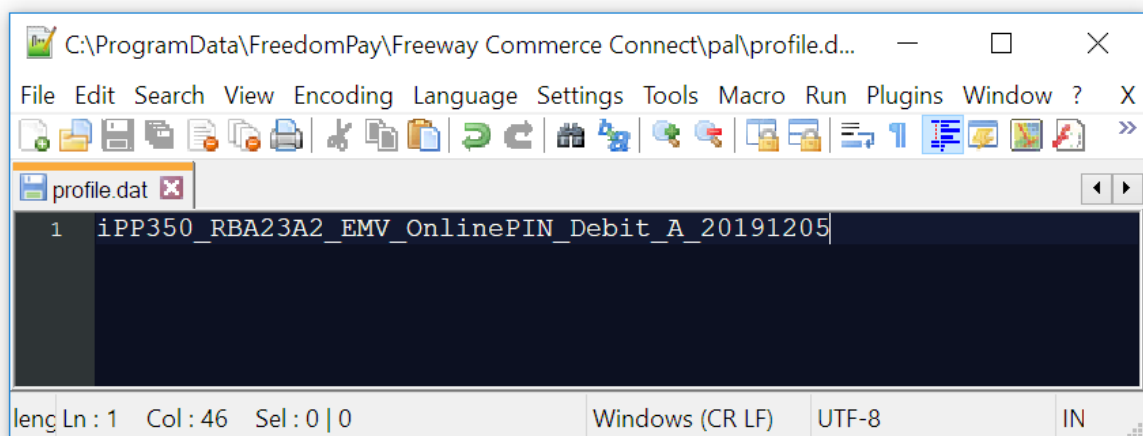 C:\ProgramData\FreedomPay\Freeway Commerce Connect\pal\profile.d...
File Edit Search View Encoding Language Settings Tools Macro Run Plugins Window ? X
profile.dat
1 iPP350_RBA23A2_EMV_OnlinePIN_Debit_A_20191205
leng Ln : 1 Col : 46 Sel : 0 | 0 Windows (CR LF) UTF-8 IN